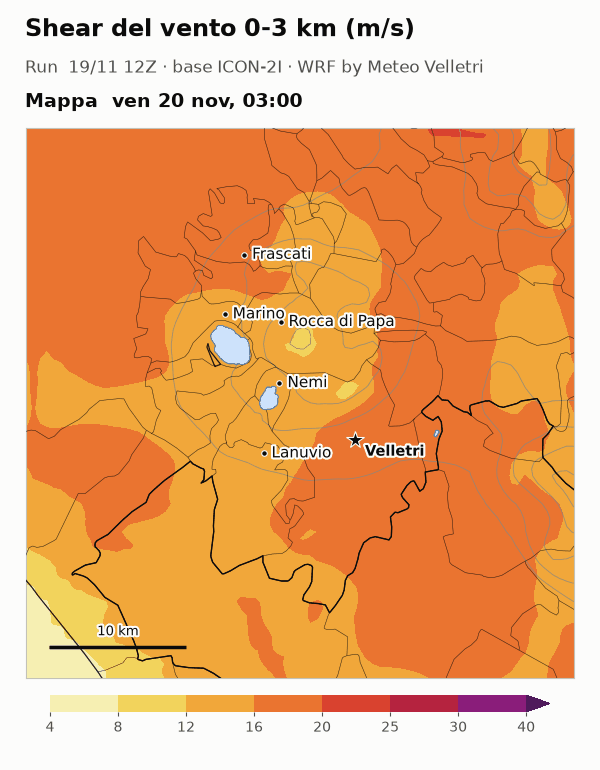 Shear del vento 0-3 km (m/s)
Run  19/11 12Z · base ICON-2I · WRF by Meteo Velletri
Mappa  ven 20 nov, 03:00
Frascati
Marino
Rocca di Papa
Nemi
Velletri
Lanuvio
10 km
4 8 12 16 20 25 30 40